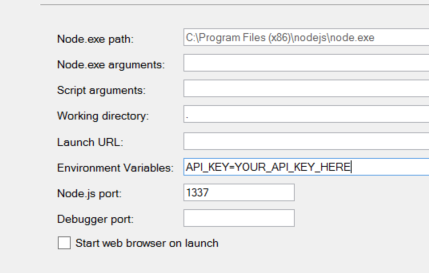 Node.exe path: C:\Program Files (x86)\nodejs\node.exe
Node.exe arguments:
Script arguments:
Working directory: .
Launch URL:
Environment Variables: API_KEY=YOUR_API_KEY_HERE
Node.js port: 1337
Debugger port:
Start web browser on launch